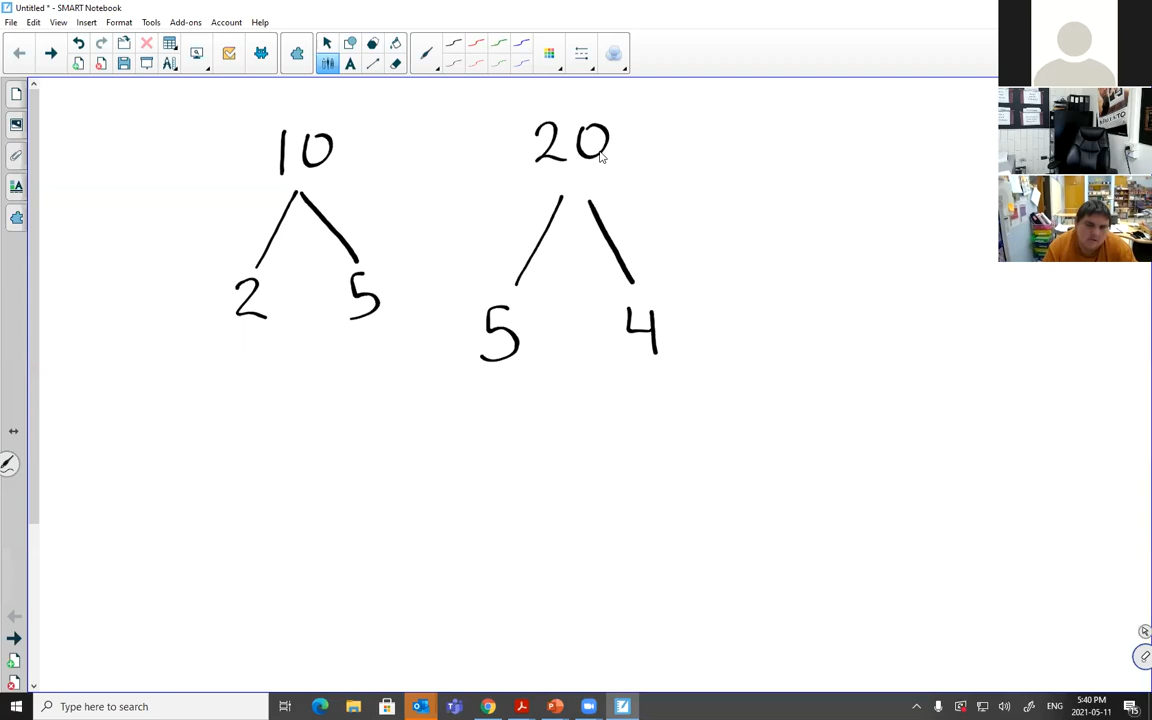 Untitled * - SMART Notebook
File Edit View Insert Format Tools Add-ons Account Help
10 20
2 5
5 4
Type here to search
ENG
5:40 PM
2021-05-11
15